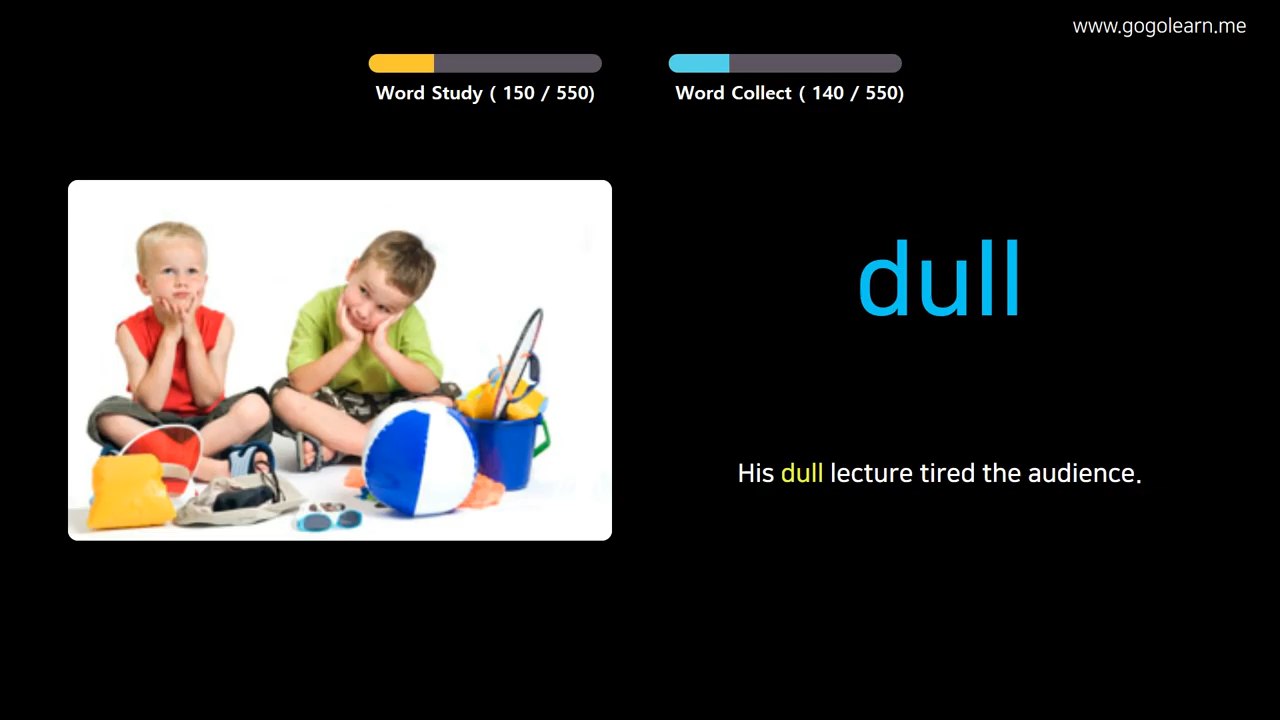 www.gogolearn.me
Word Study ( 150 / 550)
Word Collect ( 140 / 550)
dull
His dull lecture tired the audience.